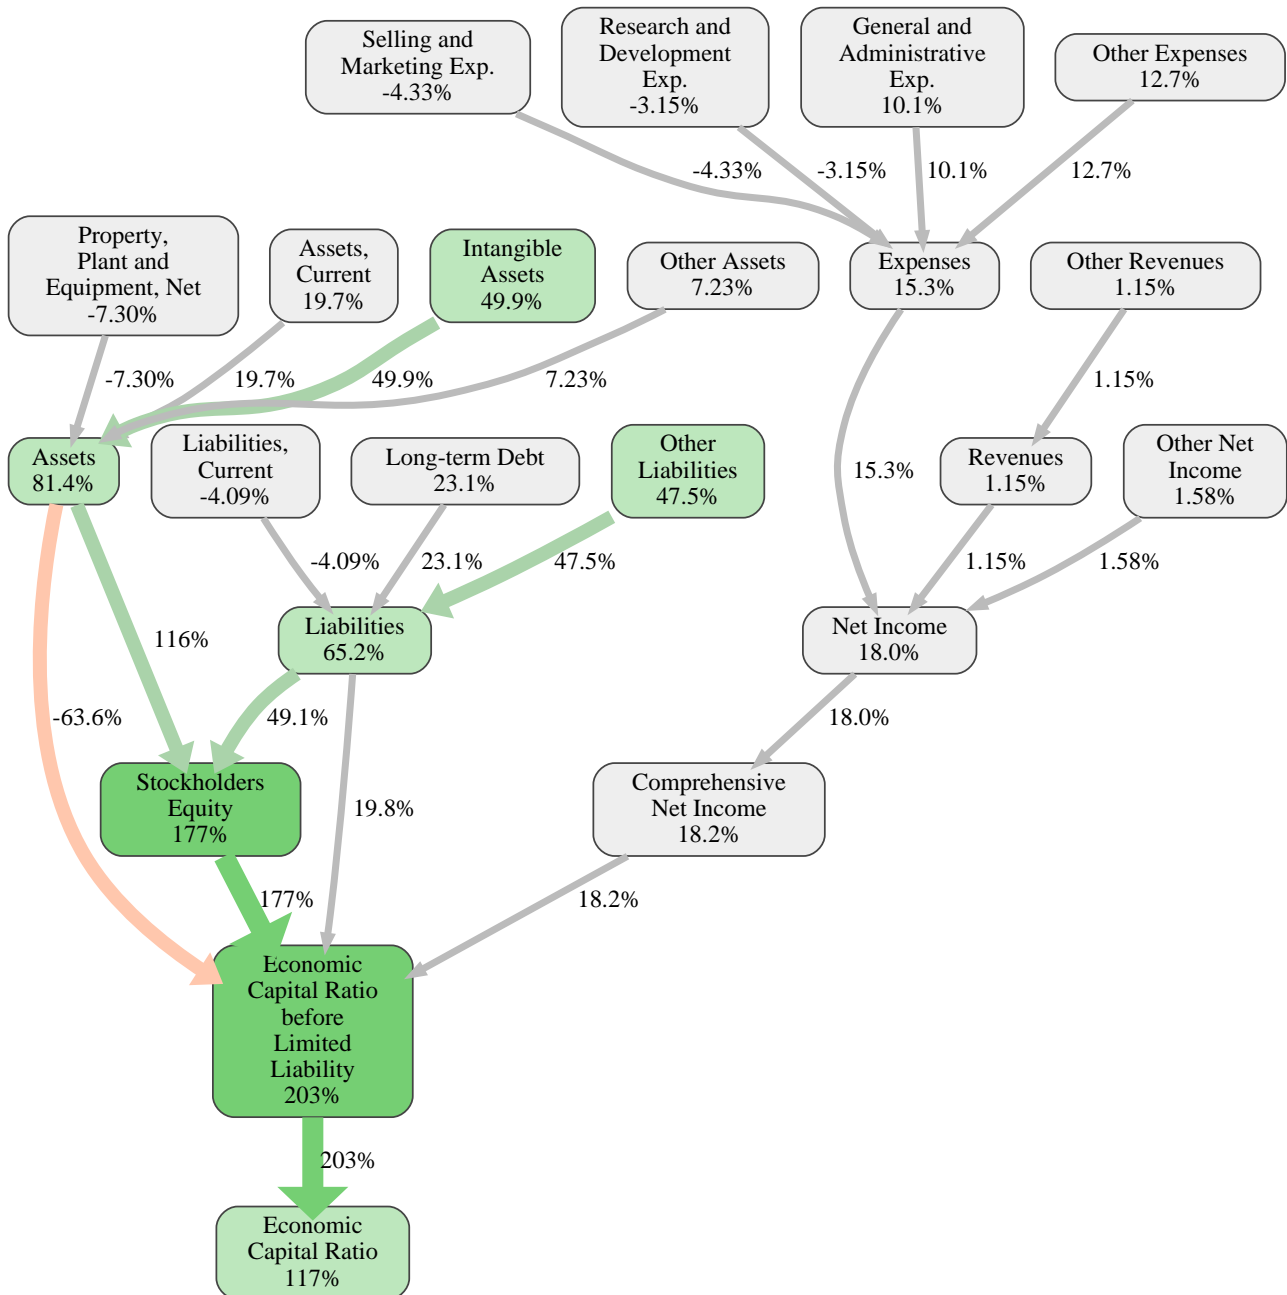 Selling and
Marketing Exp.
-4.33%
Research and
Development
Exp.
-3.15%
General and
Administrative
Exp.
10.1%
Other Expenses
12.7%
-4.33%
-3.15%
10.1%
12.7%
Property,
Plant and
Equipment, Net
-7.30%
Assets,
Current
19.7%
Intangible
Assets
49.9%
Other Assets
7.23%
Expenses
15.3%
Other Revenues
1.15%
-7.30%
19.7%
49.9%
7.23%
1.15%
Assets
81.4%
Liabilities,
Current
-4.09%
Long-term Debt
23.1%
Other
Liabilities
47.5%
15.3%
Revenues
1.15%
Other Net
Income
1.58%
-4.09%
23.1%
47.5%
1.15%
1.58%
116%
Liabilities
65.2%
Net Income
18.0%
-63.6%
49.1%
18.0%
Stockholders
Equity
177%
19.8%
Comprehensive
Net Income
18.2%
177%
18.2%
Economic
Capital Ratio
before
Limited
Liability
203%
203%
Economic
Capital Ratio
117%